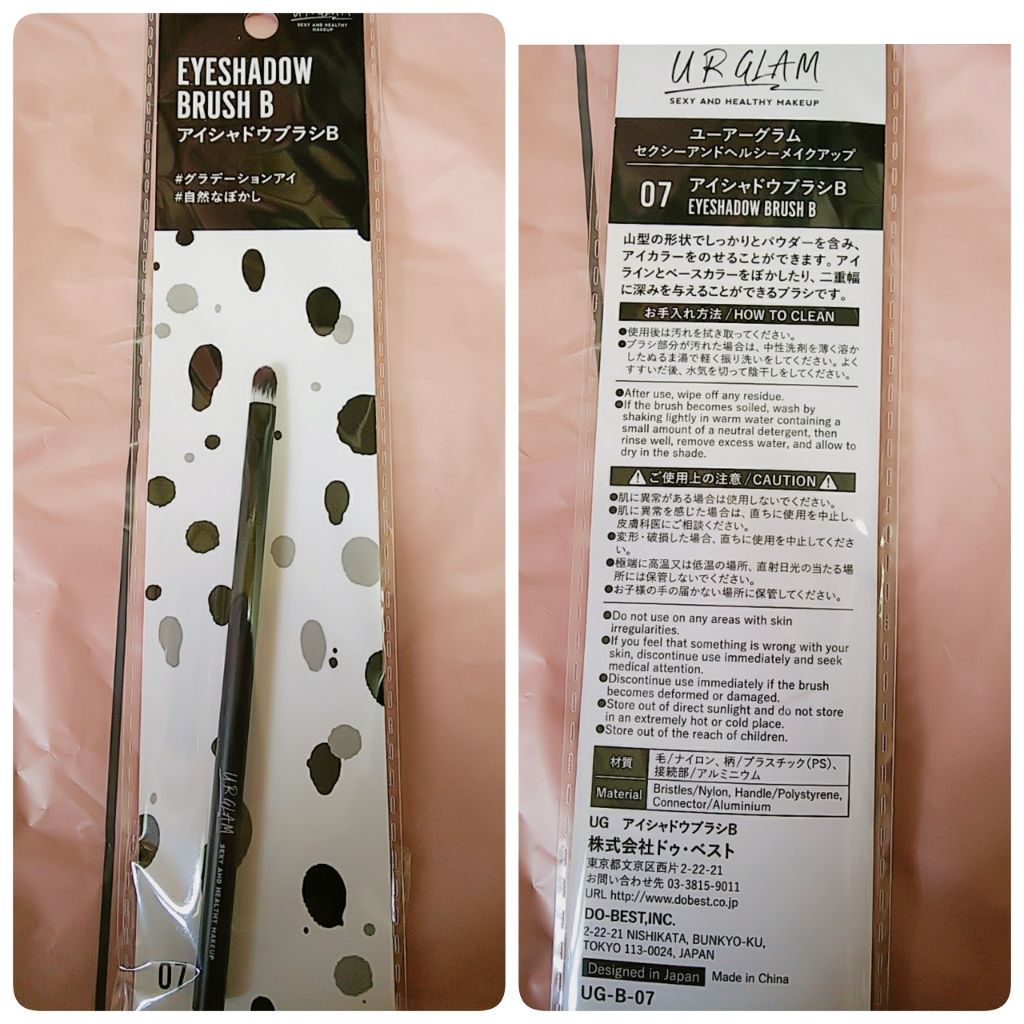 SEXY AND HEALTHY
MAKEUP
EYESHADOW
BRUSH B
アイシャドウブラシB
#グラデーションアイ
#自然なぼかし
UR GLAM
SEXY AND HEALTHY MAKEUP
07
UR GLAM
SEXY AND HEALTHY MAKEUP
ユーアーグラム
セクシーアンドヘルシーメイクアップ
07 アイシャドウブラシB
EYESHADOW BRUSH B
山型の形状でしっかりとパウダーを含み、
アイカラーをのせることができます。アイ
ラインとベースカラーをぼかしたり、二重幅
に深みを与えることができるブラシです。
お手入れ方法/HOW TO CLEAN
●使用後は汚れを拭き取ってください。
●ブラシ部分が汚れた場合は、中性洗剤を薄く溶か
したぬるま湯で軽く振り洗いをしてください。よく
すすいだ後、水気を切って陰干しをしてください。
●After use, wipe off any residue.
●If the brush becomes soiled, wash by
shaking lightly in warm water containing a
small amount of a neutral detergent, then
rinse well, remove excess water, and allow to
dry in the shade.
⚠ご使用上の注意/CAUTION⚠
●肌に異常がある場合は使用しないでください。
●肌に異常を感じた場合は、直ちに使用を中止し、
皮膚科医にご相談ください。
●変形・破損した場合、直ちに使用を中止してくださ
い。
●極端に高温又は低温の場所、直射日光の当たる場
所には保管しないでください。
●お子様の手の届かない場所に保管してください。
●Do not use on any areas with skin
irregularities.
●If you feel that something is wrong with your
skin, discontinue use immediately and seek
medical attention.
●Discontinue use immediately if the brush
becomes deformed or damaged.
●Store out of direct sunlight and do not store
in an extremely hot or cold place.
●Store out of the reach of children.
材質 毛/ナイロン、柄/プラスチック(PS)、
接続部/アルミニウム
Material Bristles/Nylon, Handle/Polystyrene,
Connector/Aluminium
UG アイシャドウブラシB
株式会社ドゥ・ベスト
東京都文京区西片2-22-21
お問い合わせ先 03-3815-9011
URL http://www.dobest.co.jp
DO-BEST,INC.
2-22-21 NISHIKATA, BUNKYO-KU,
TOKYO 113-0024, JAPAN
Designed in Japan Made in China
UG-B-07